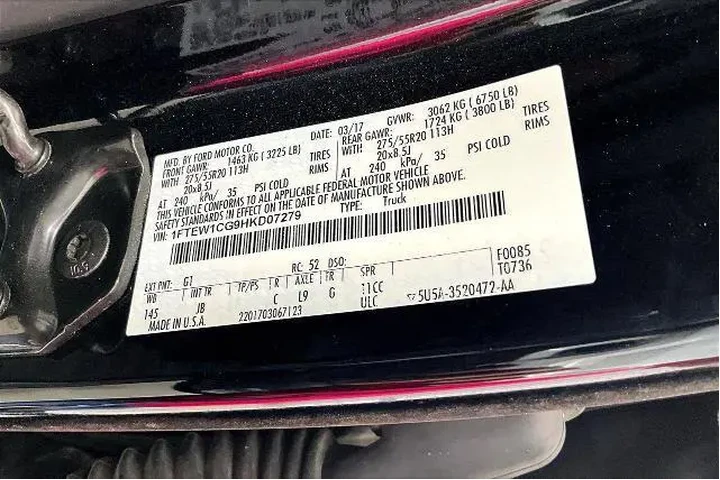 MFD. BY FORD MOTOR CO. DATE: 03/17 GVWR: 3062 KG ( 6750 LB)
FRONT GAWR: 1463 KG ( 3225 LB) REAR GAWR: 1724 KG ( 3800 LB)
WITH 275/55R20 113H TIRES WITH: 275/55R20 113H TIRES
20x8.5J RIMS 20x8.5J RIMS
AT 240 kPa/ 35 PSI COLD AT 240 kPa/ 35 PSI COLD
THIS VEHICLE CONFORMS TO ALL APPLICABLE FEDERAL MOTOR VEHICLE
SAFETY STANDARDS IN EFFECT ON THE DATE OF MANUFACTURE SHOWN ABOVE.
VIN: 1FTEW1CG9HKD07279 TYPE: Truck
EXT PNT: G1 RC: 52 DSO: F0085
WB INT TR TP/PS R AXLE TR SPR T0736
145 JB C L9 G
MADE IN U.S.A. 2201703067123 ULC 5U5A-3520472-AA